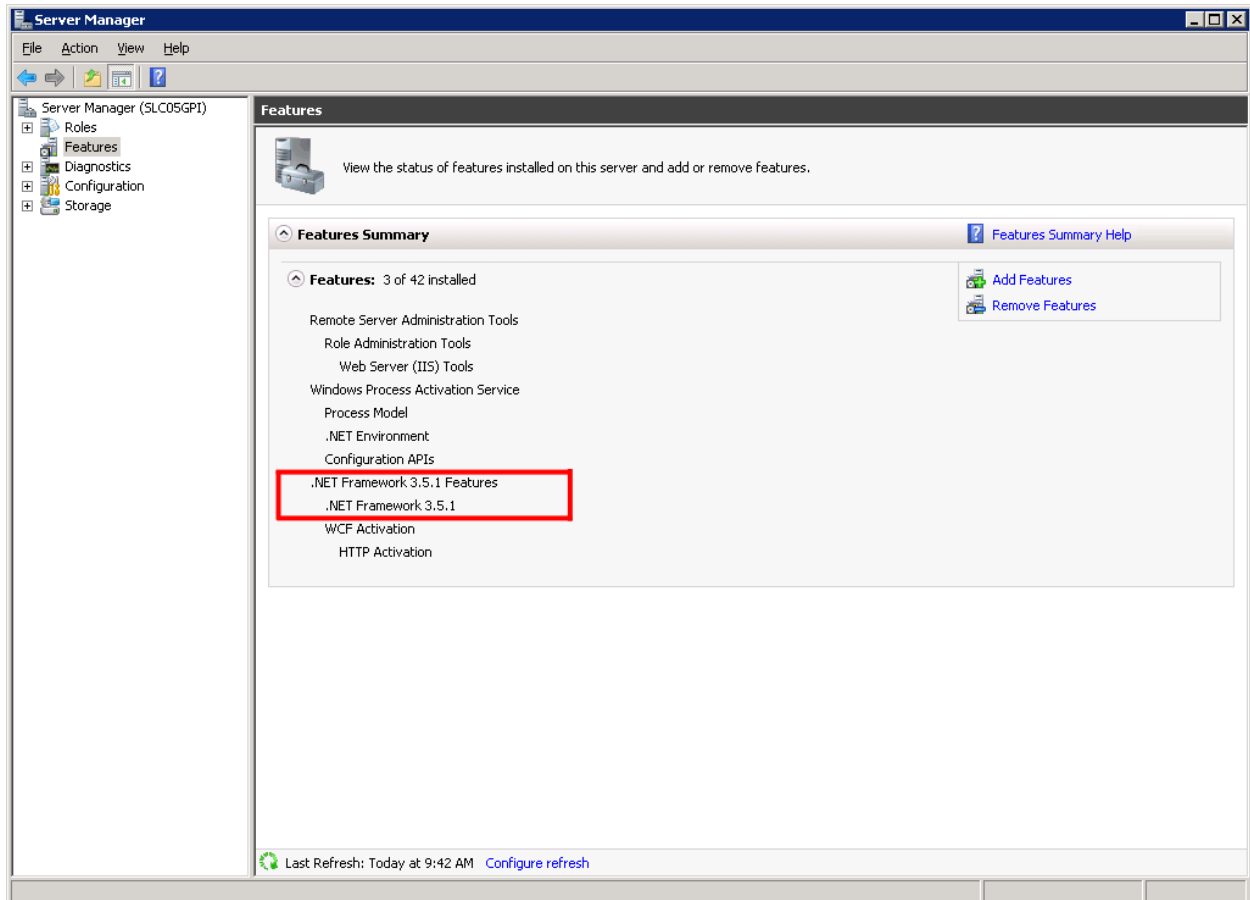 Server Manager
File Action View Help
Server Manager (SLC05GPI)
Roles
Features
Diagnostics
Configuration
Storage
Features
View the status of features installed on this server and add or remove features.
Features Summary
Features Summary Help
Features: 3 of 42 installed
Add Features
Remove Features
Remote Server Administration Tools
Role Administration Tools
Web Server (IIS) Tools
Windows Process Activation Service
Process Model
.NET Environment
Configuration APIs
.NET Framework 3.5.1 Features
.NET Framework 3.5.1
WCF Activation
HTTP Activation
Last Refresh: Today at 9:42 AM Configure refresh